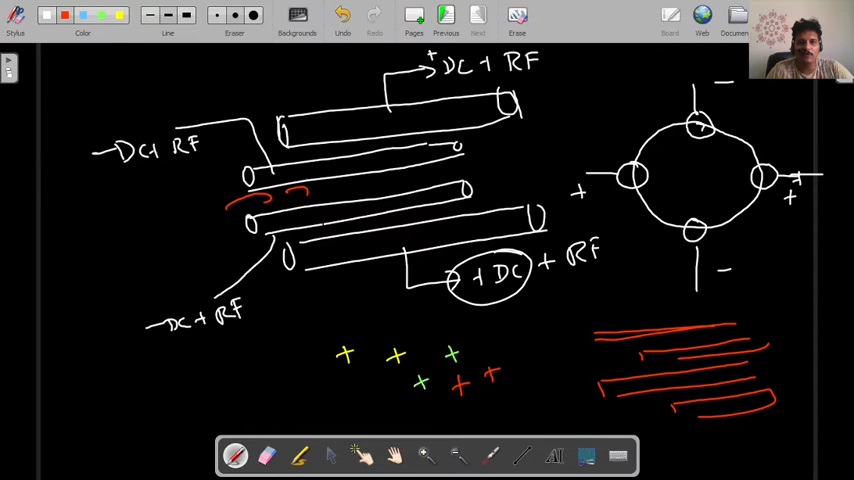 Stylus
Color
Line
Eraser
Backgrounds
Undo
Pages
Previous
Next
Erase
Board
Web
Documen
+DC + RF
-DC+ RF
+ DC + RF
-DC + RF
-
+
+
-
+ + +
+ + +
AI